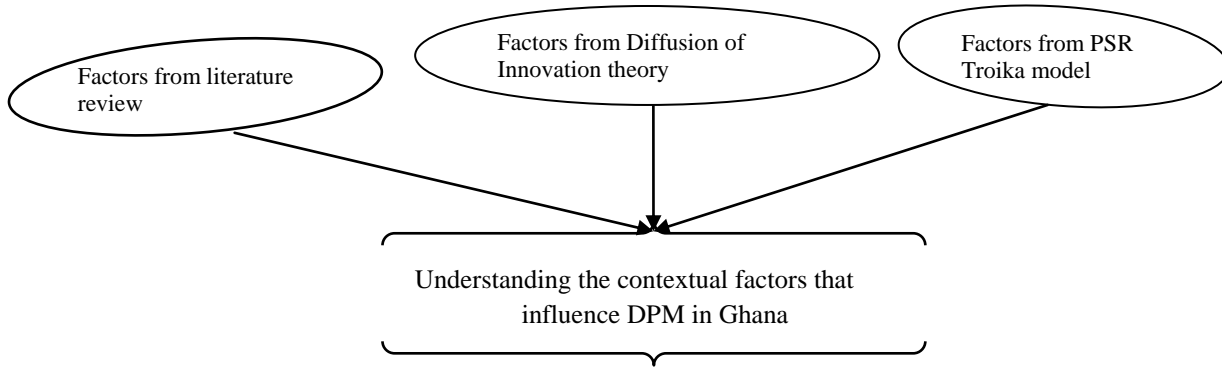 Factors from literature
review
Factors from Diffusion of
Innovation theory
Factors from PSR
Troika model
Understanding the contextual factors that
influence DPM in Ghana